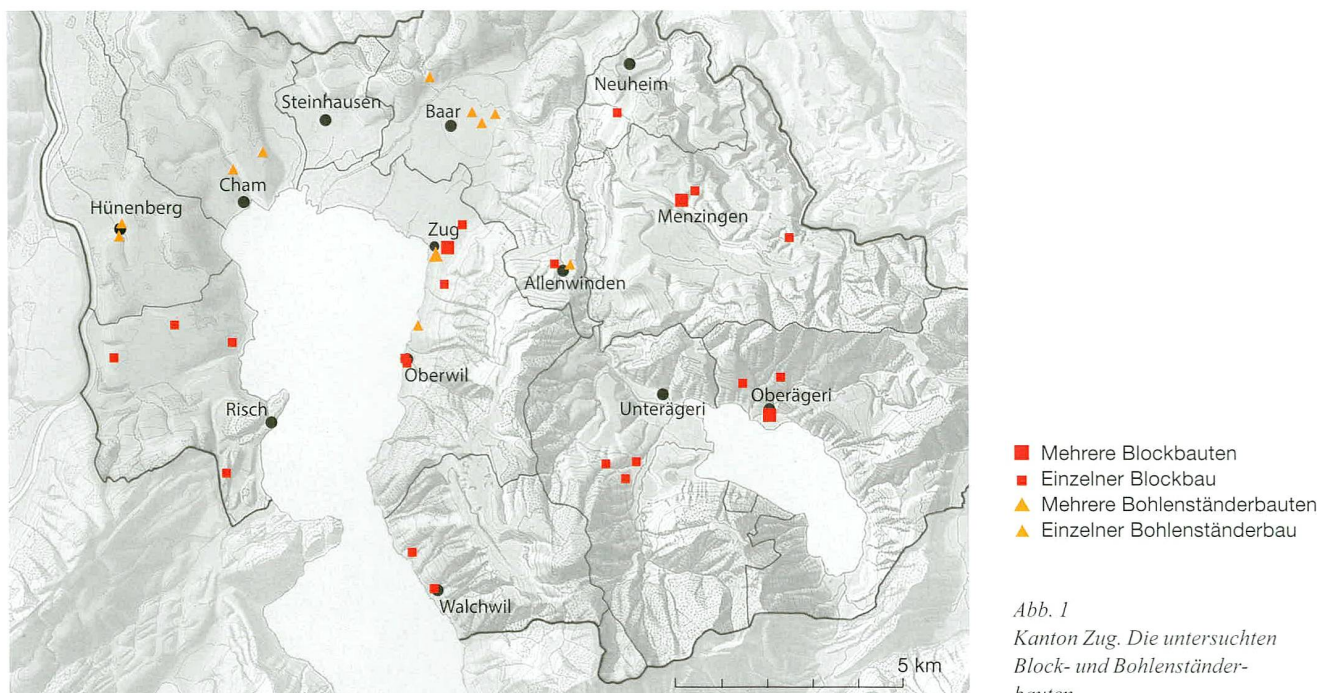 Neuheim
Steinhausen
Baar
Cham
Menzingen
Hünenberg
Zug
Allenwinden
Oberwil
Unterägeri
Oberägeri
Risch
Walchwil
5 km
Mehrere Blockbauten
Einzelner Blockbau
Mehrere Bohlenständerbauten
Einzelner Bohlenständerbau
Abb. 1
Kanton Zug. Die untersuchten
Block- und Bohlenständer-
bauten